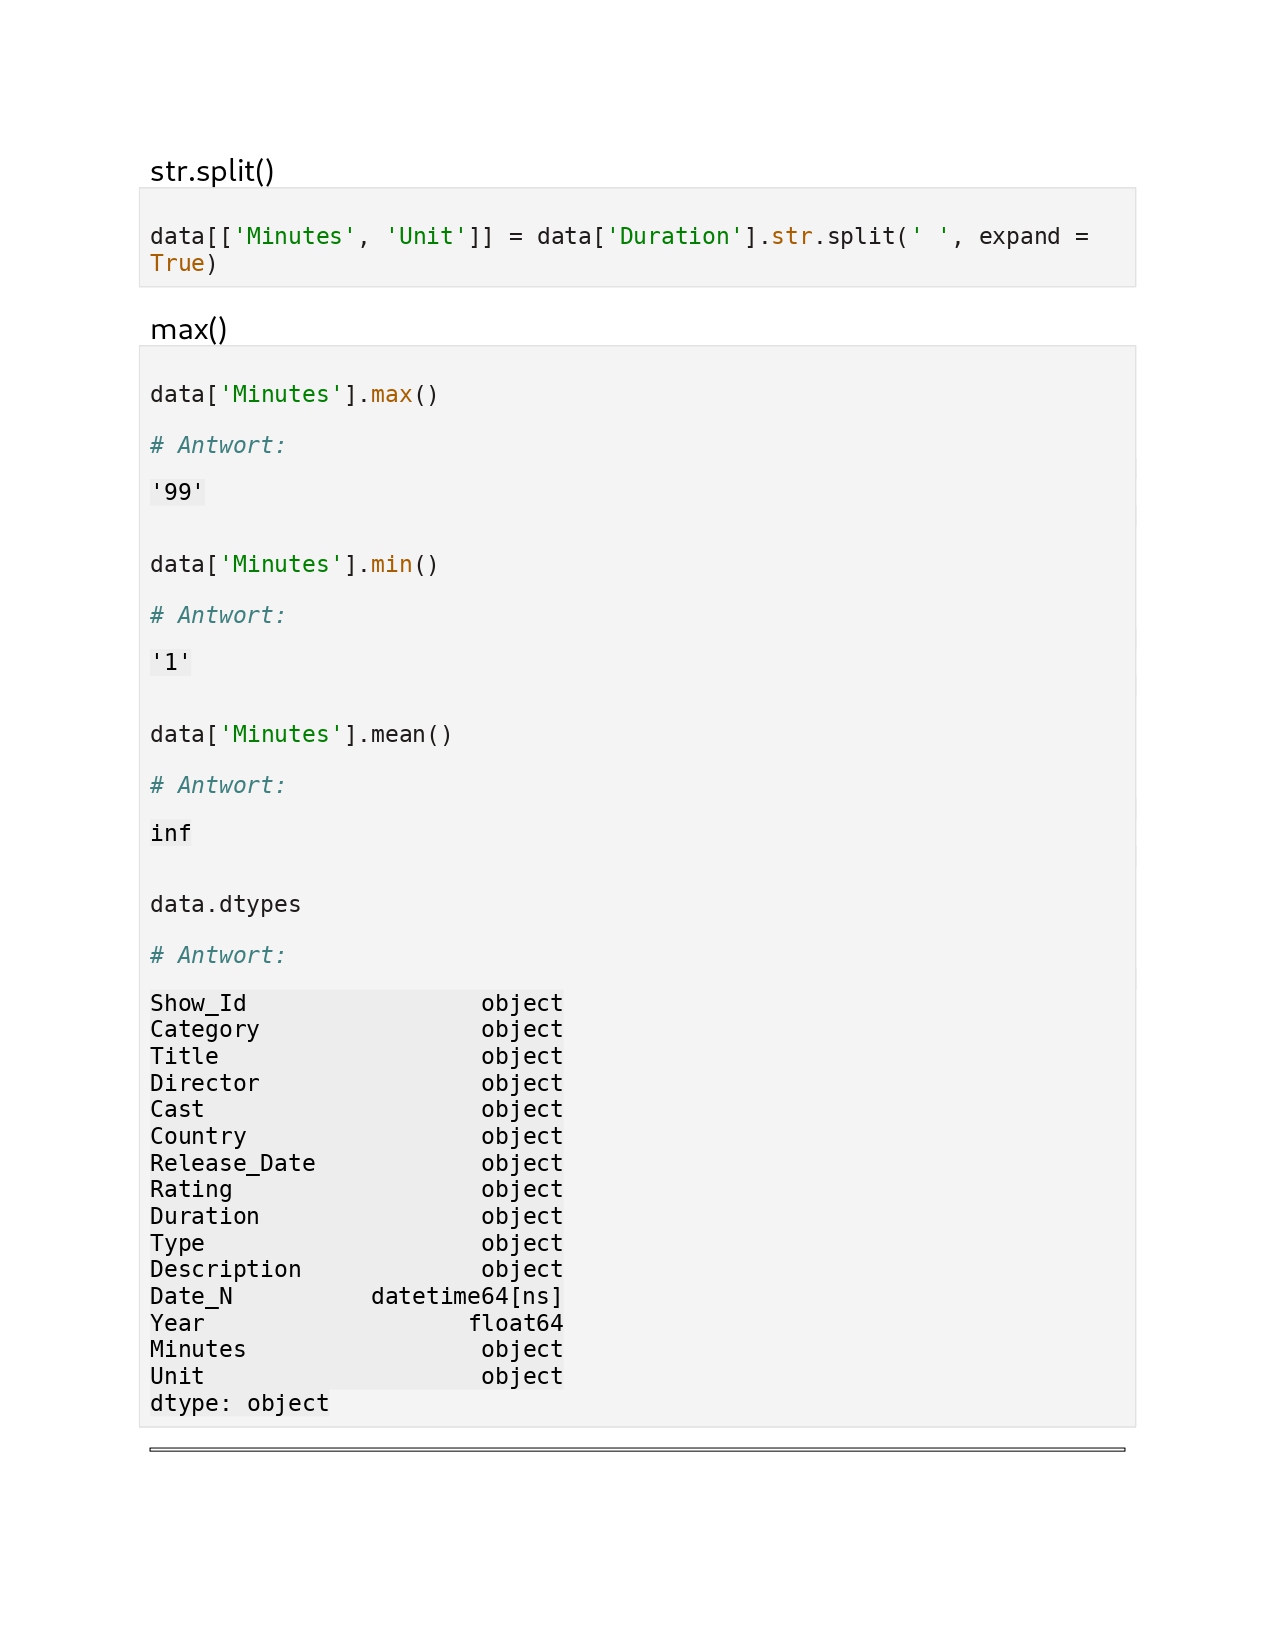 str.split()
data[['Minutes', 'Unit']] = data['Duration'].str.split(' ', expand =
True)
max()
data['Minutes'].max()
# Antwort:
'99'
data['Minutes'].min()
# Antwort:
'1'
data['Minutes'].mean()
# Antwort:
inf
data.dtypes
# Antwort:
Show_Id                 object
Category                object
Title                   object
Director                object
Cast                    object
Country                 object
Release_Date            object
Rating                  object
Duration                object
Type                    object
Description             object
Date_N          datetime64[ns]
Year                   float64
Minutes                 object
Unit                    object
dtype: object